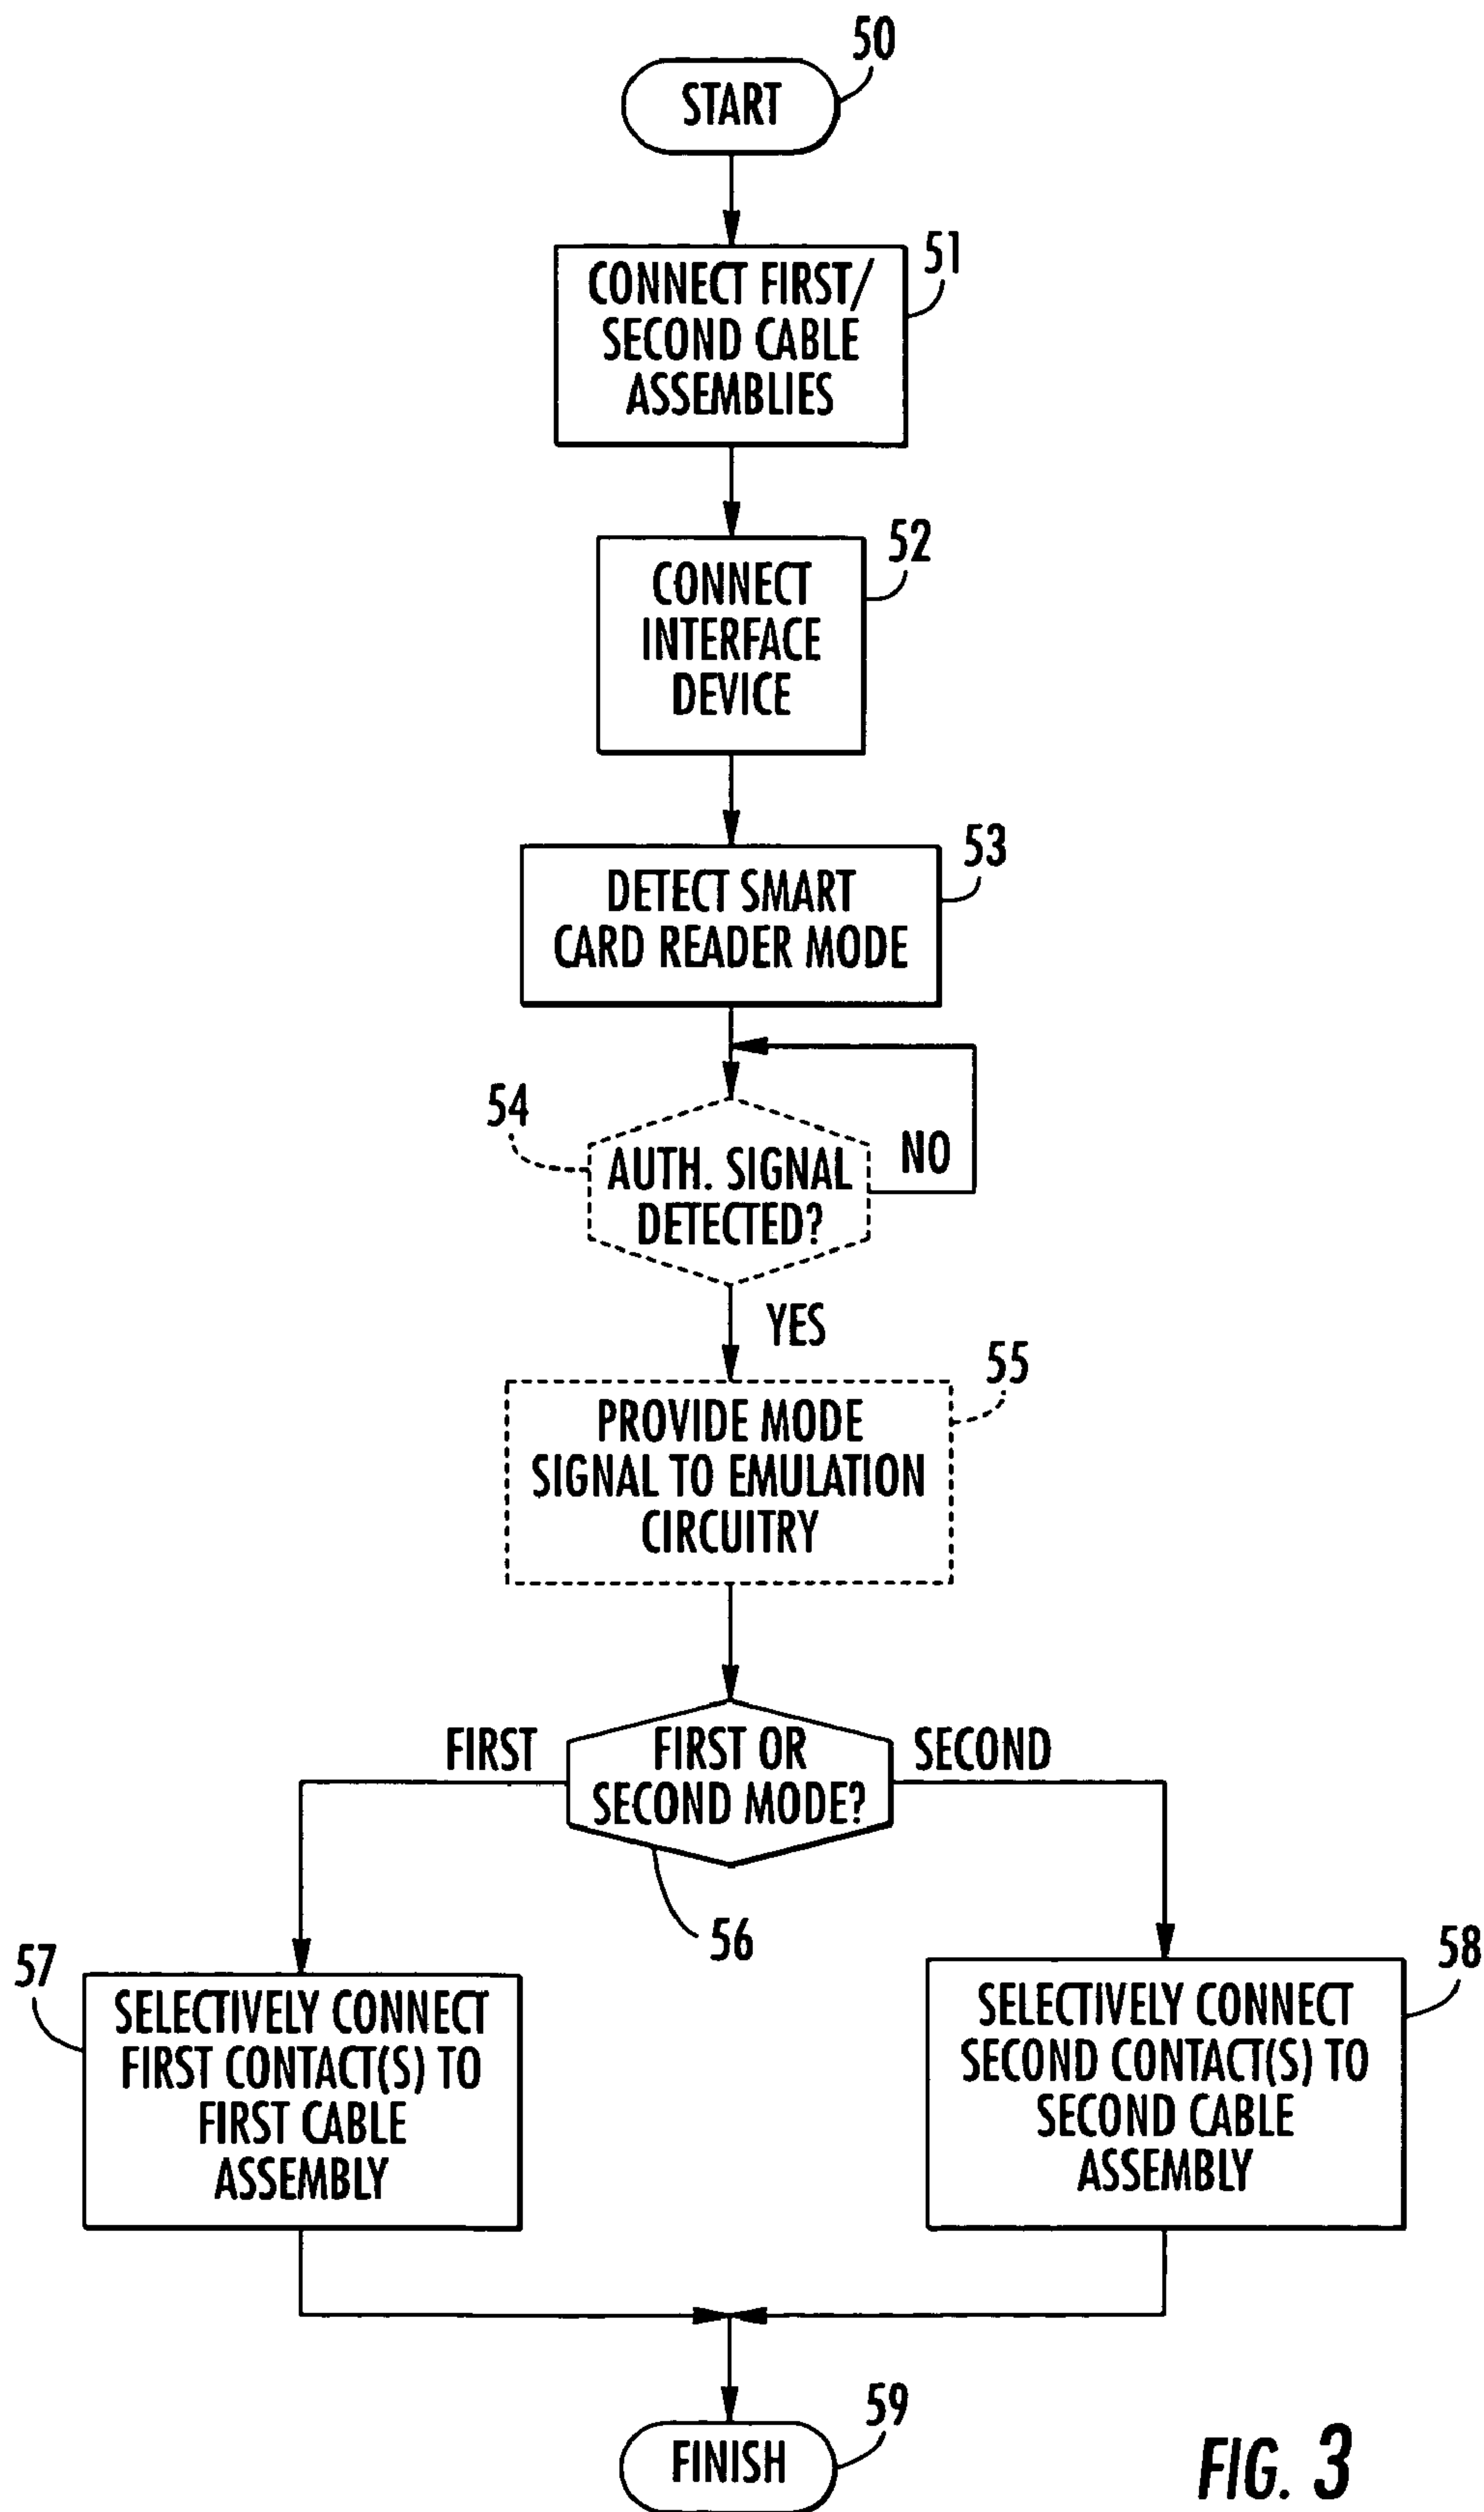 50
START
51
CONNECT FIRST/
SECOND CABLE
ASSEMBLIES
52
CONNECT
INTERFACE
DEVICE
53
DETECT SMART
CARD READER MODE
54
AUTH. SIGNAL
DETECTED?
NO
YES
55
PROVIDE MODE
SIGNAL TO EMULATION
CIRCUITRY
FIRST
FIRST OR
SECOND MODE?
SECOND
56
57
SELECTIVELY CONNECT
FIRST CONTACT(S) TO
FIRST CABLE
ASSEMBLY
58
SELECTIVELY CONNECT
SECOND CONTACT(S) TO
SECOND CABLE
ASSEMBLY
59
FINISH
FIG. 3